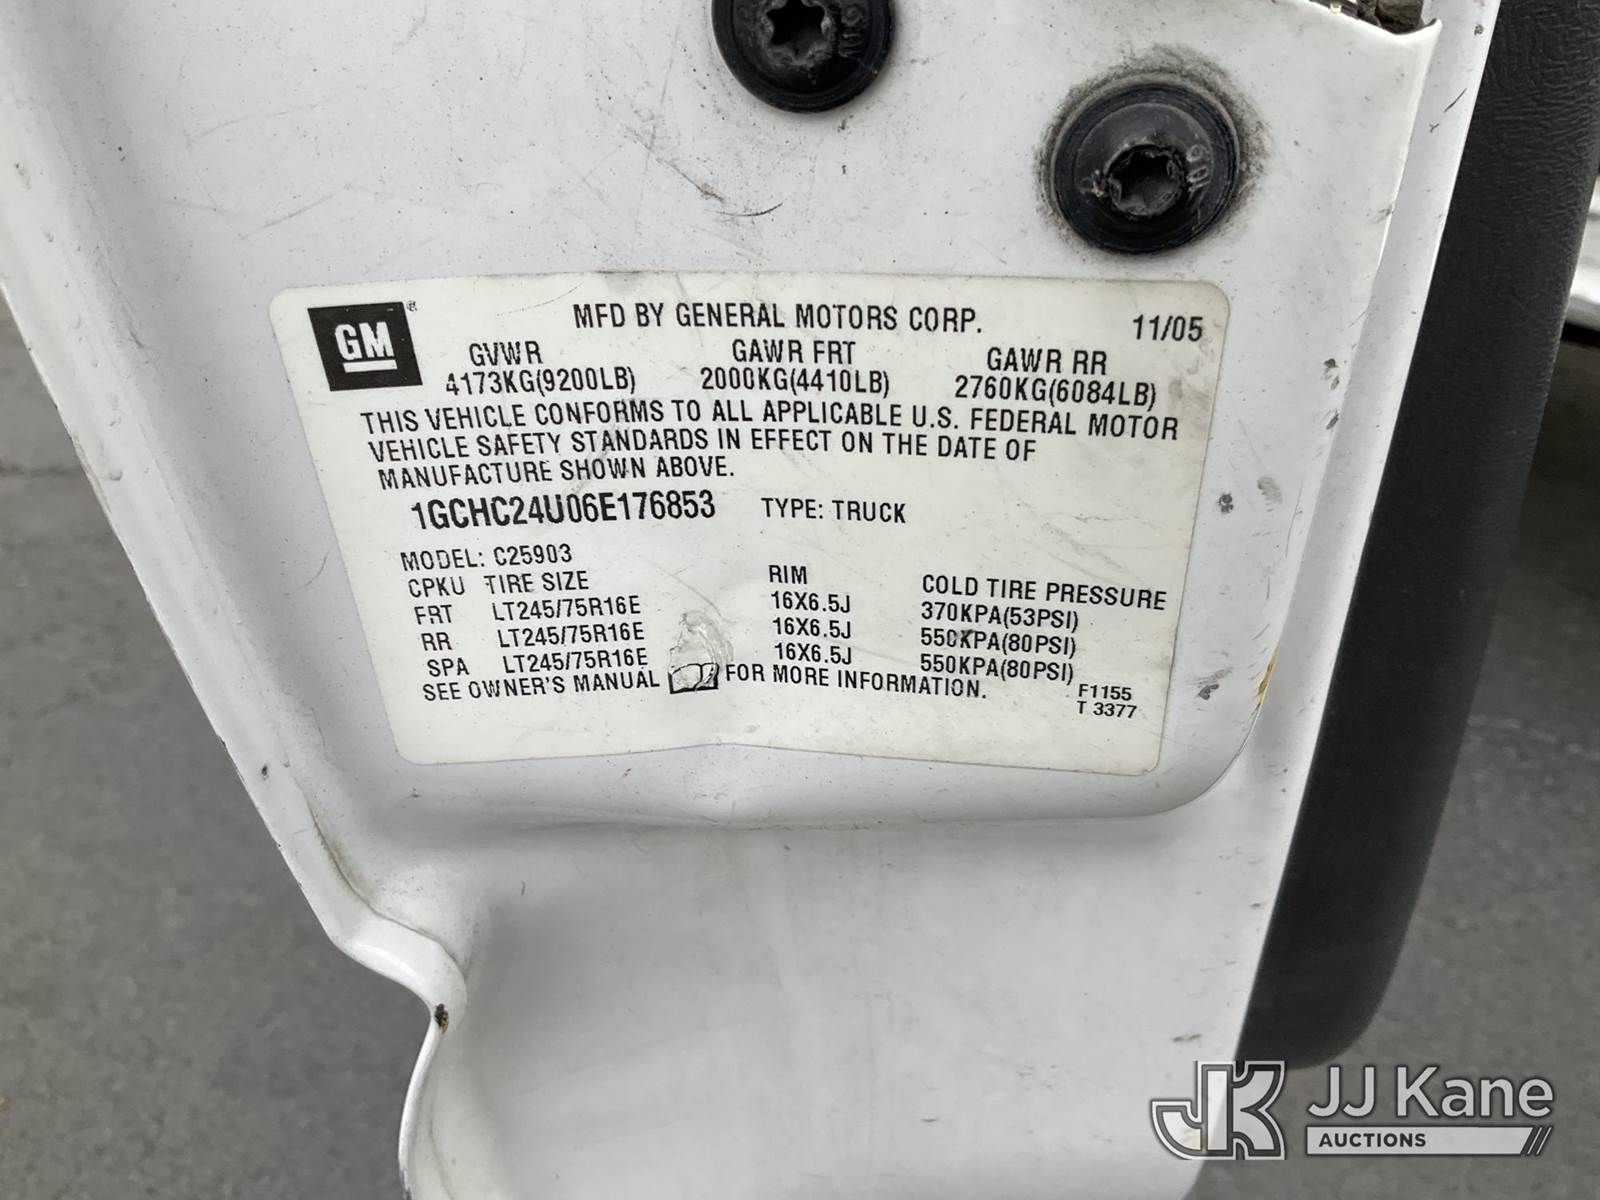 GM ®
MFD BY GENERAL MOTORS CORP. 11/05
GVWR GAWR FRT GAWR RR
4173KG(9200LB) 2000KG(4410LB) 2760KG(6084LB)
THIS VEHICLE CONFORMS TO ALL APPLICABLE U.S. FEDERAL MOTOR
VEHICLE SAFETY STANDARDS IN EFFECT ON THE DATE OF
MANUFACTURE SHOWN ABOVE.
1GCHC24U06E176853 TYPE: TRUCK
MODEL: C25903
CPKU TIRE SIZE RIM COLD TIRE PRESSURE
FRT LT245/75R16E 16X6.5J 370KPA(53PSI)
RR LT245/75R16E 16X6.5J 550KPA(80PSI)
SPA LT245/75R16E 16X6.5J 550KPA(80PSI)
SEE OWNER'S MANUAL FOR MORE INFORMATION.
F1155
T 3377
JK JJ Kane
AUCTIONS